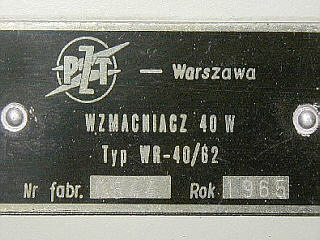 PZT – Warszawa
WZMACNIACZ 40 W
Typ WR-40/62
Nr fabr. Rok 1965